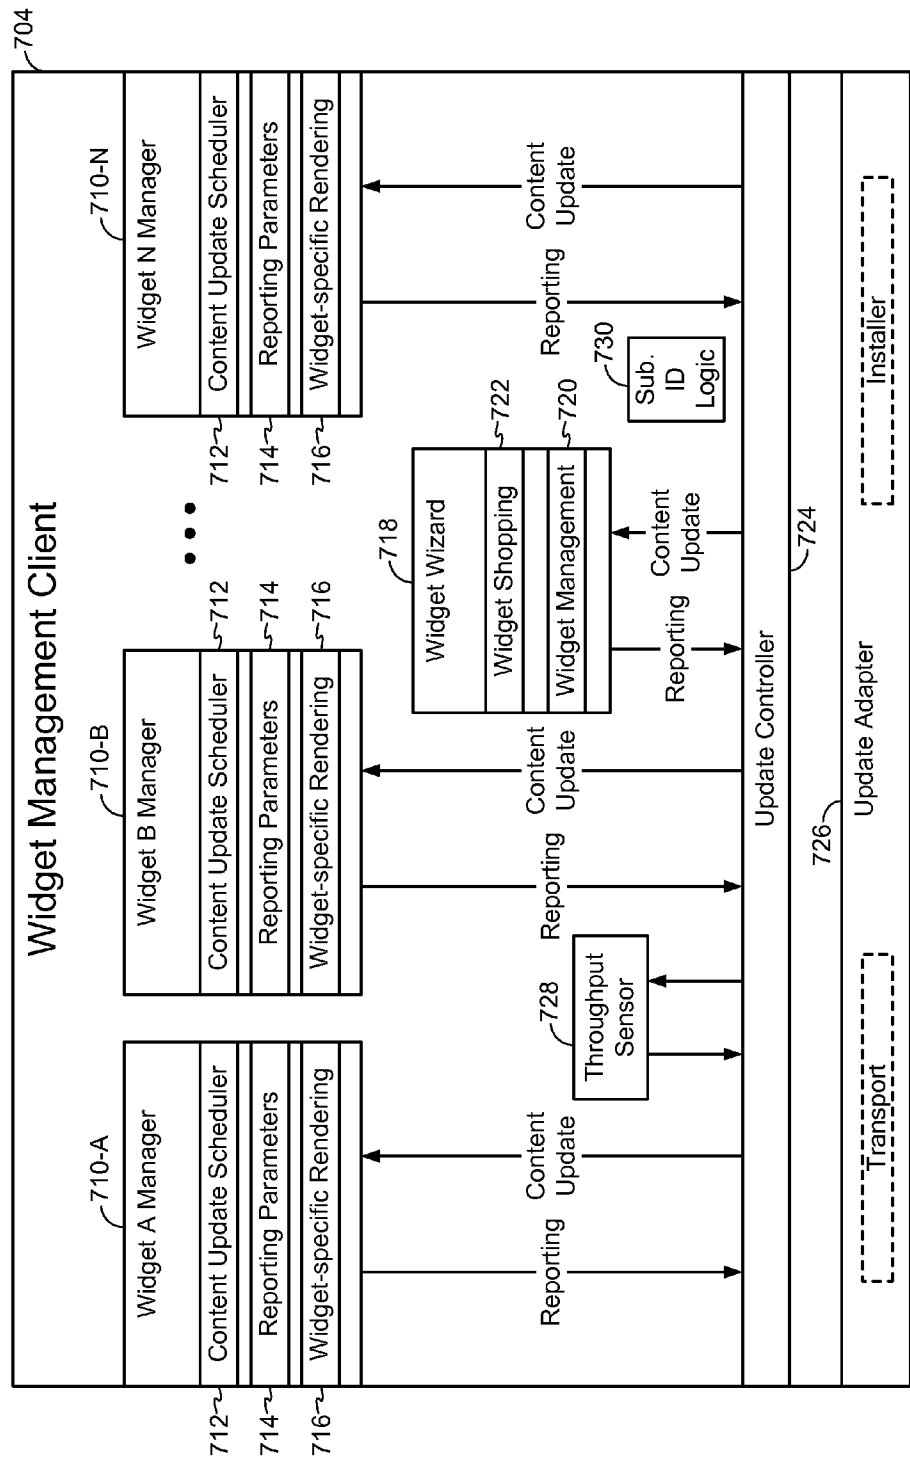 Widget Management Client
704
710-A
710-B
710-N
Widget A Manager
Content Update Scheduler
Reporting Parameters
Widget-specific Rendering
712
714
716
Widget B Manager
Content Update Scheduler
Reporting Parameters
Widget-specific Rendering
712
714
716
Widget N Manager
Content Update Scheduler
Reporting Parameters
Widget-specific Rendering
712
714
716
718
Widget Wizard
Widget Shopping
722
Widget Management
720
730
Sub.
ID
Logic
728
Throughput
Sensor
Reporting
Content
Update
Reporting
Content
Update
Reporting
Content
Update
Reporting
Content
Update
Update Controller
724
726
Update Adapter
Transport
Installer